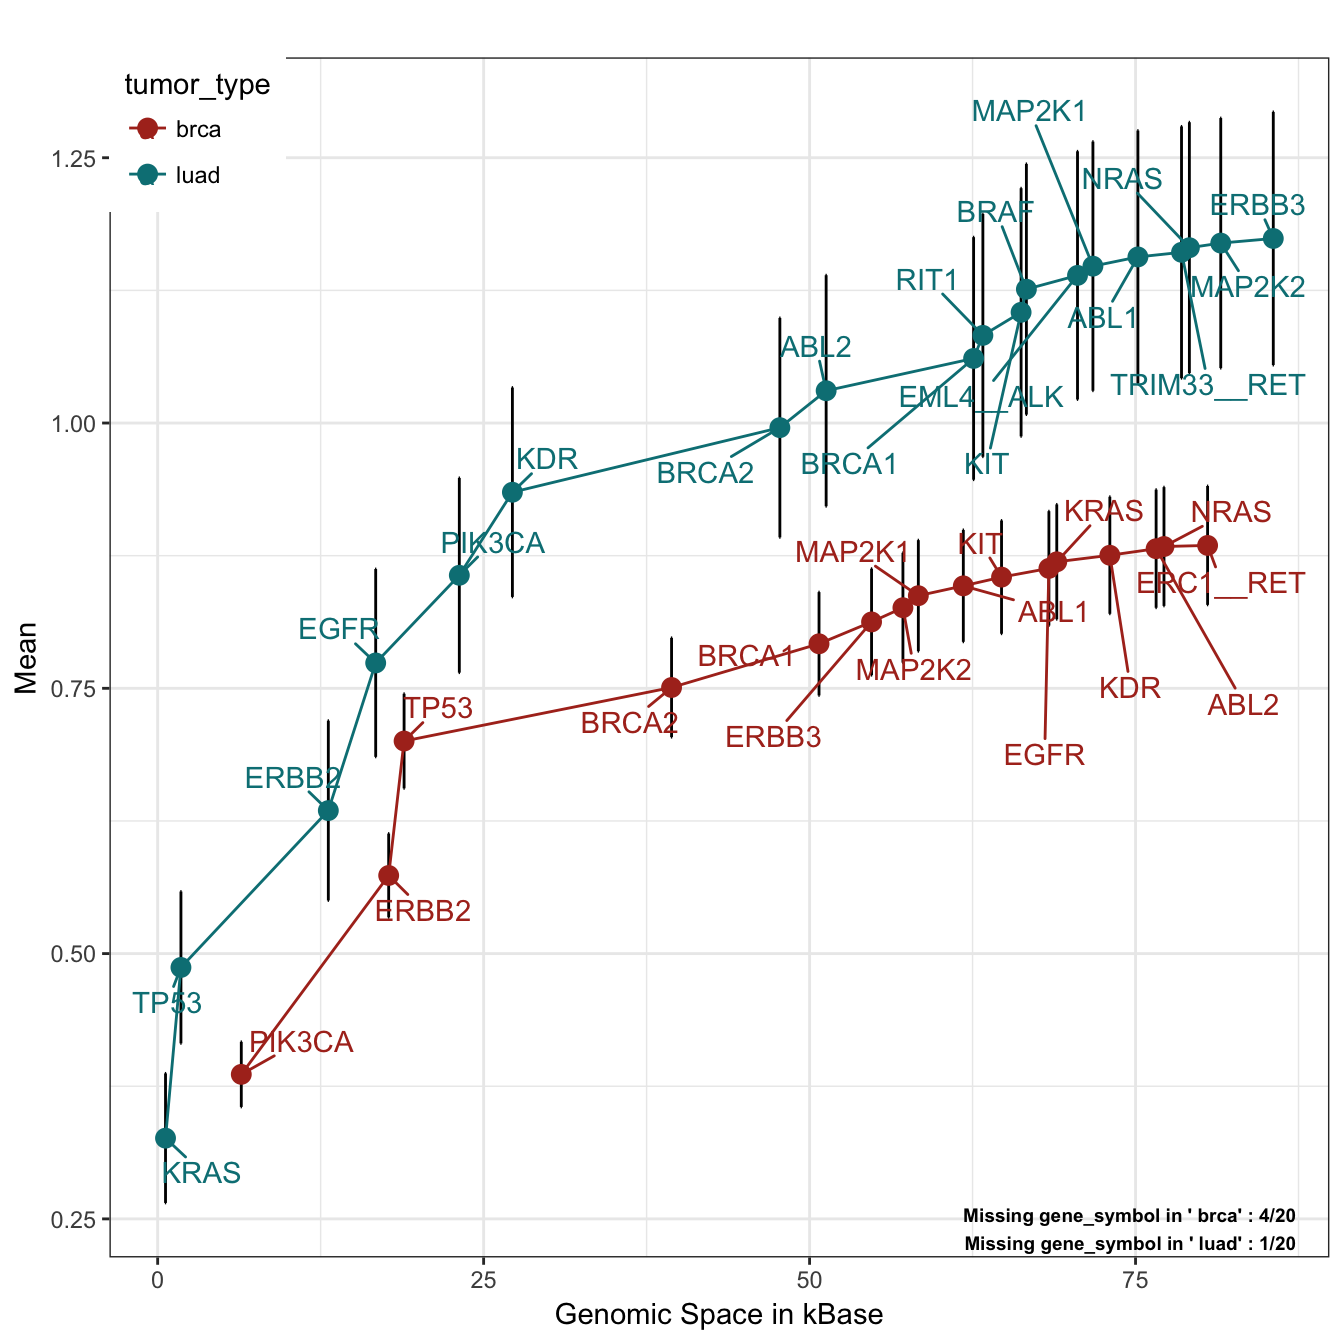 tumor_type
brca
luad
MAP2K1
1.25
NRAS
BRAF
ERBB3
RIT1
MAP2K2
ABL1
ABL2
TRIM33__RET
EML4__ALK
1.00
KDR
BRCA2
BRCA1
KIT
KRAS
NRAS
PIK3CA
MAP2K1
KIT
ERC1__RET
ABL1
EGFR
BRCA1
MAP2K2
KDR
0.75
TP53
BRCA2
ERBB3
ABL2
EGFR
ERBB2
ERBB2
0.50
TP53
PIK3CA
KRAS
0.25
Missing gene_symbol in ' brca' : 4/20
Missing gene_symbol in ' luad' : 1/20
0
25
50
75
Genomic Space in kBase
Mean